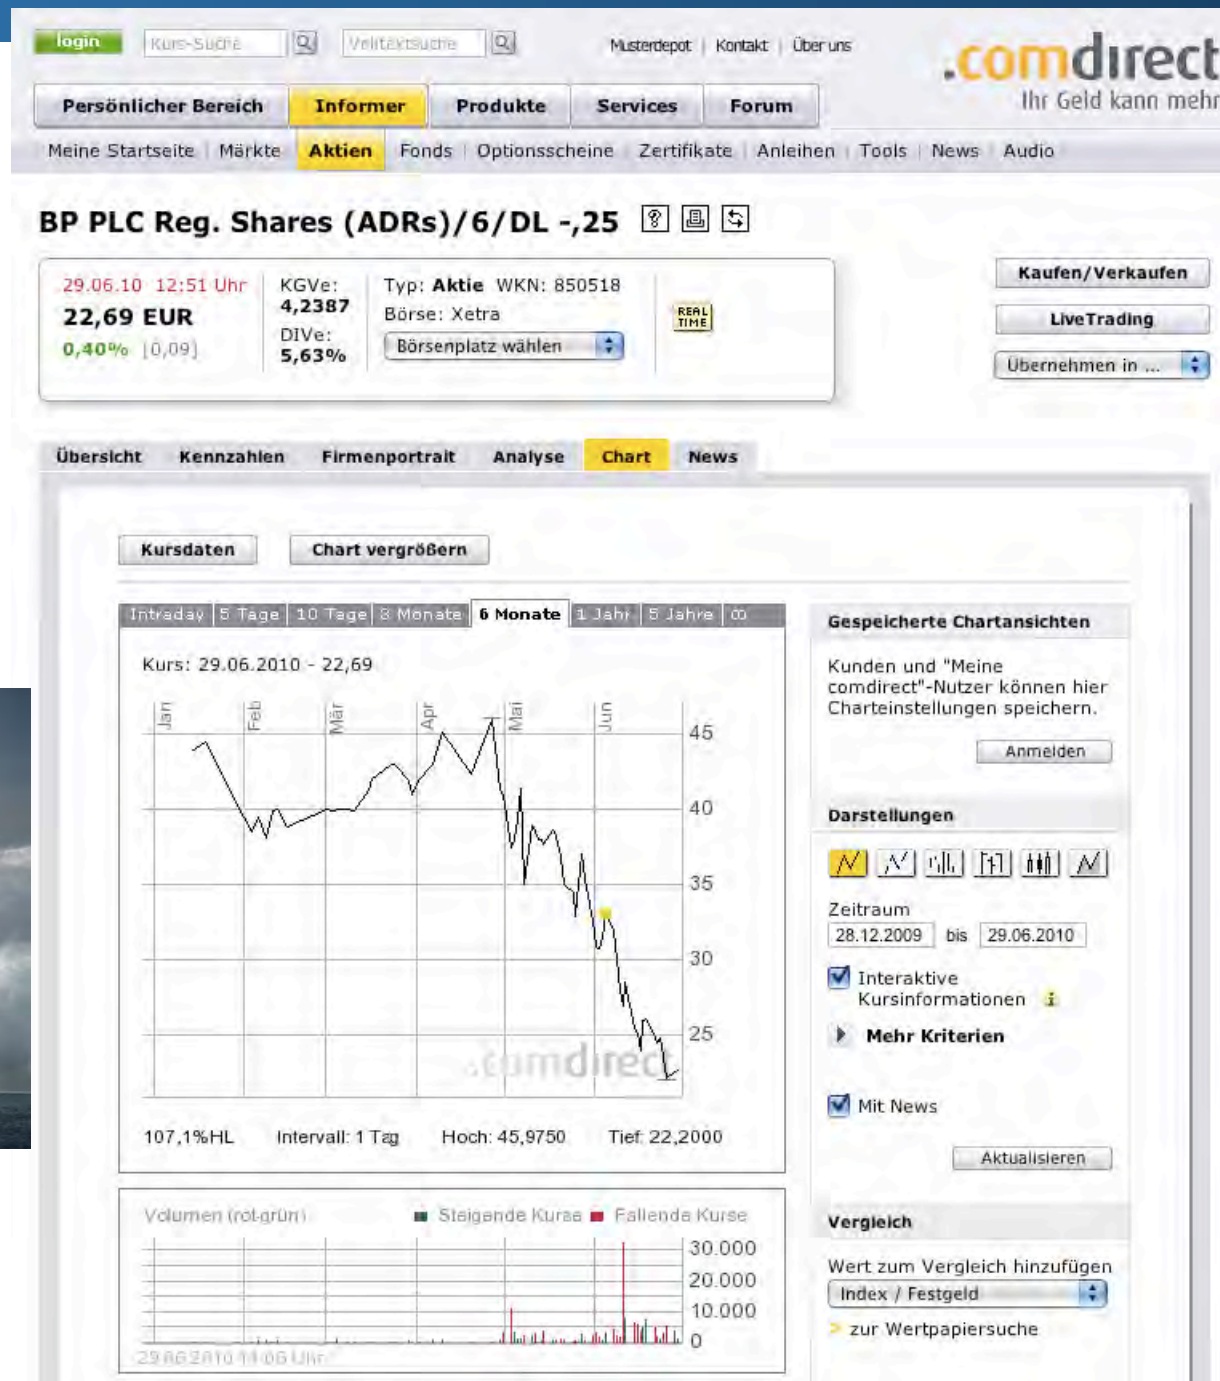 login
Kurs-Suche
Volltextsuche
Musterdepot | Kontakt | Über uns
.comdirect
Ihr Geld kann mehr
Persönlicher Bereich
Informer
Produkte
Services
Forum
Meine Startseite | Märkte
Aktien
Fonds | Optionsscheine | Zertifikate | Anleihen | Tools | News | Audio
BP PLC Reg. Shares (ADRs)/6/DL -,25
29.06.10 12:51 Uhr
22,69 EUR
0,40% [0,09]
KGVe:
4,2387
DIVe:
5,63%
Typ: Aktie WKN: 850518
Börse: Xetra
Börsenplatz wählen
REAL
TIME
Kaufen/Verkaufen
LiveTrading
Übernehmen in ...
Übersicht
Kennzahlen
Firmenportrait
Analyse
Chart
News
Kursdaten
Chart vergrößern
Intraday | 5 Tage | 10 Tage | 3 Monate | 6 Monate | 1 Jahr | 5 Jahre | ∞
Kurs: 29.06.2010 - 22,69
Jan
Feb
Mär
Apr
Mai
Jun
45
40
35
30
25
.comdirect
107,1%HL
Intervall: 1 Tag
Hoch: 45,9750
Tief: 22,2000
Volumen (rot-grün)
Steigende Kurse
Fallende Kurse
30.000
20.000
10.000
0
Gespeicherte Chartansichten
Kunden und "Meine
comdirect"-Nutzer können hier
Charteinstellungen speichern.
Anmelden
Darstellungen
Zeitraum
28.12.2009 bis 29.06.2010
Interaktive
Kursinformationen i
Mehr Kriterien
Mit News
Aktualisieren
Vergleich
Wert zum Vergleich hinzufügen
Index / Festgeld
> zur Wertpapiersuche